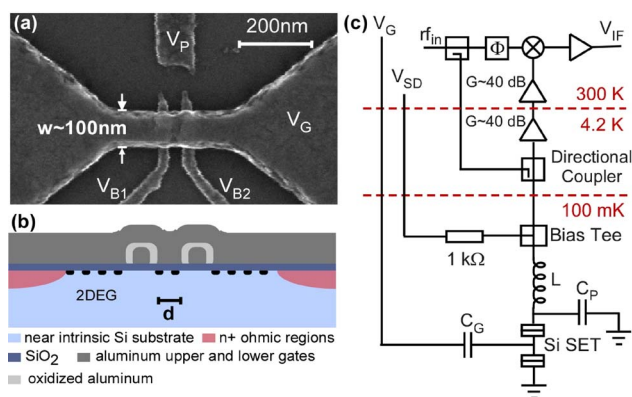 (a)
V_P
200nm
w~100nm
V_G
V_B1
V_B2
(b)
2DEG
d
near intrinsic Si substrate
n+ ohmic regions
SiO₂
aluminum upper and lower gates
oxidized aluminum
(c)
V_G
rf_in
Φ
V_IF
V_SD
G~40 dB
300 K
G~40 dB
4.2 K
Directional
Coupler
100 mK
Bias Tee
1 kΩ
L
C_P
C_G
Si SET